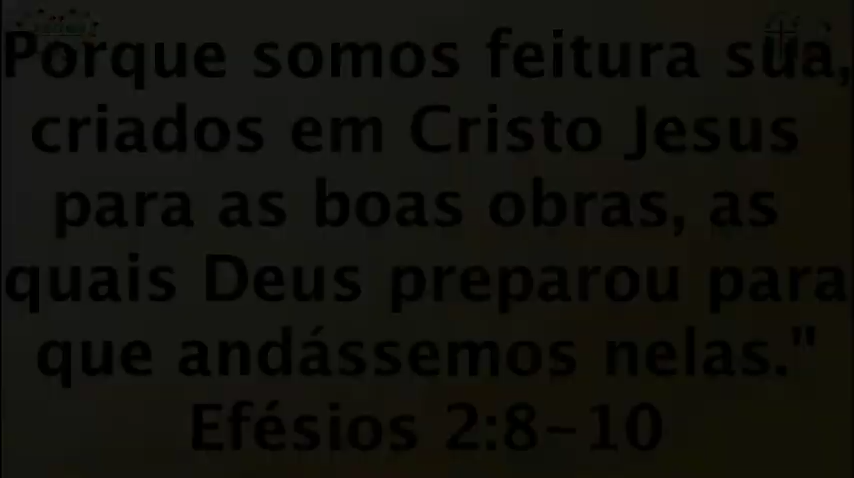 Porque somos feitura sua,
criados em Cristo Jesus
para as boas obras, as
quais Deus preparou para
que andássemos nelas."
Efésios 2:8-10